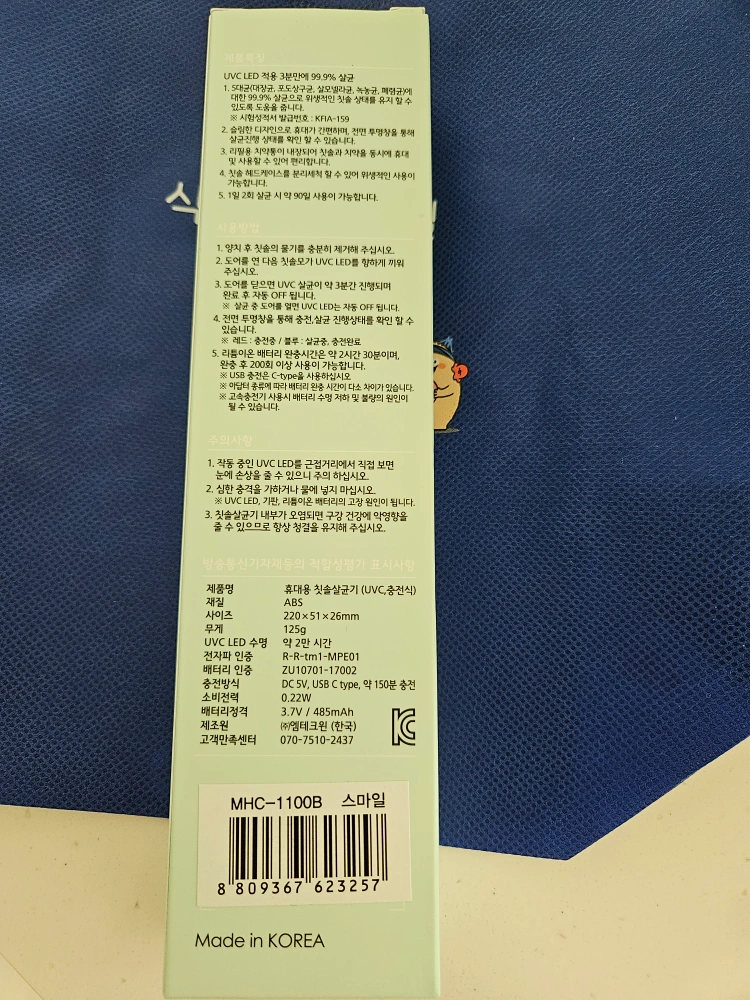 제품특징
UVC LED 적용 3분만에 99.9% 살균
1. 5대균(대장균, 포도상구균, 살모넬라균, 녹농균, 폐렴균)에
대한 99.9% 살균으로 위생적인 칫솔 상태를 유지 할 수
있도록 도움을 줍니다.
※ 시험성적서 발급번호 : KFIA-159
2. 슬림한 디자인으로 휴대가 간편하며, 전면 투명창을 통해
살균진행 상태를 확인 할 수 있습니다.
3. 리필용 치약통이 내장되어 칫솔과 치약을 동시에 휴대
및 사용할 수 있어 편리합니다.
4. 칫솔 헤드케이스를 분리세척 할 수 있어 위생적인 사용이
가능합니다.
5. 1일 2회 살균 시 약 90일 사용이 가능합니다.
사용방법
1. 양치 후 칫솔의 물기를 충분히 제거해 주십시오.
2. 도어를 연 다음 칫솔모가 UVC LED를 향하게 끼워
주십시오.
3. 도어를 닫으면 UVC 살균이 약 3분간 진행되며
완료 후 자동 OFF 됩니다.
※ 살균 중 도어를 열면 UVC LED는 자동 OFF 됩니다.
4. 전면 투명창을 통해 충전,살균 진행상태를 확인 할 수
있습니다.
※ 레드 : 충전중 / 블루 : 살균중, 충전완료
5. 리튬이온 배터리 완충시간은 약 2시간 30분이며,
완충 후 200회 이상 사용이 가능합니다.
※ USB 충전은 C-type을 사용하십시오
※ 아답터 종류에 따라 배터리 완충 시간이 다소 차이가 있습니다.
※ 고속충전기 사용시 배터리 수명 저하 및 불량의 원인이
될 수 있습니다.
주의사항
1. 작동 중인 UVC LED를 근접거리에서 직접 보면
눈에 손상을 줄 수 있으니 주의 하십시오.
2. 심한 충격을 가하거나 물에 넣지 마십시오.
※ UVC LED, 기판, 리튬이온 배터리의 고장 원인이 됩니다.
3. 칫솔살균기 내부가 오염되면 구강 건강에 악영향을
줄 수 있으므로 항상 청결을 유지해 주십시오.
방송통신기자재등의 적합성평가 표시사항
제품명 휴대용 칫솔살균기 (UVC,충전식)
재질 ABS
사이즈 220×51×26mm
무게 125g
UVC LED 수명 약 2만 시간
전자파 인증 R-R-tm1-MPE01
배터리 인증 ZU10701-17002
충전방식 DC 5V, USB C type, 약 150분 충전
소비전력 0.22W
배터리정격 3.7V / 485mAh
제조원 ㈜엠테크윈 (한국)
고객만족센터 070-7510-2437
MHC-1100B 스마일
8 809367 623257
Made in KOREA